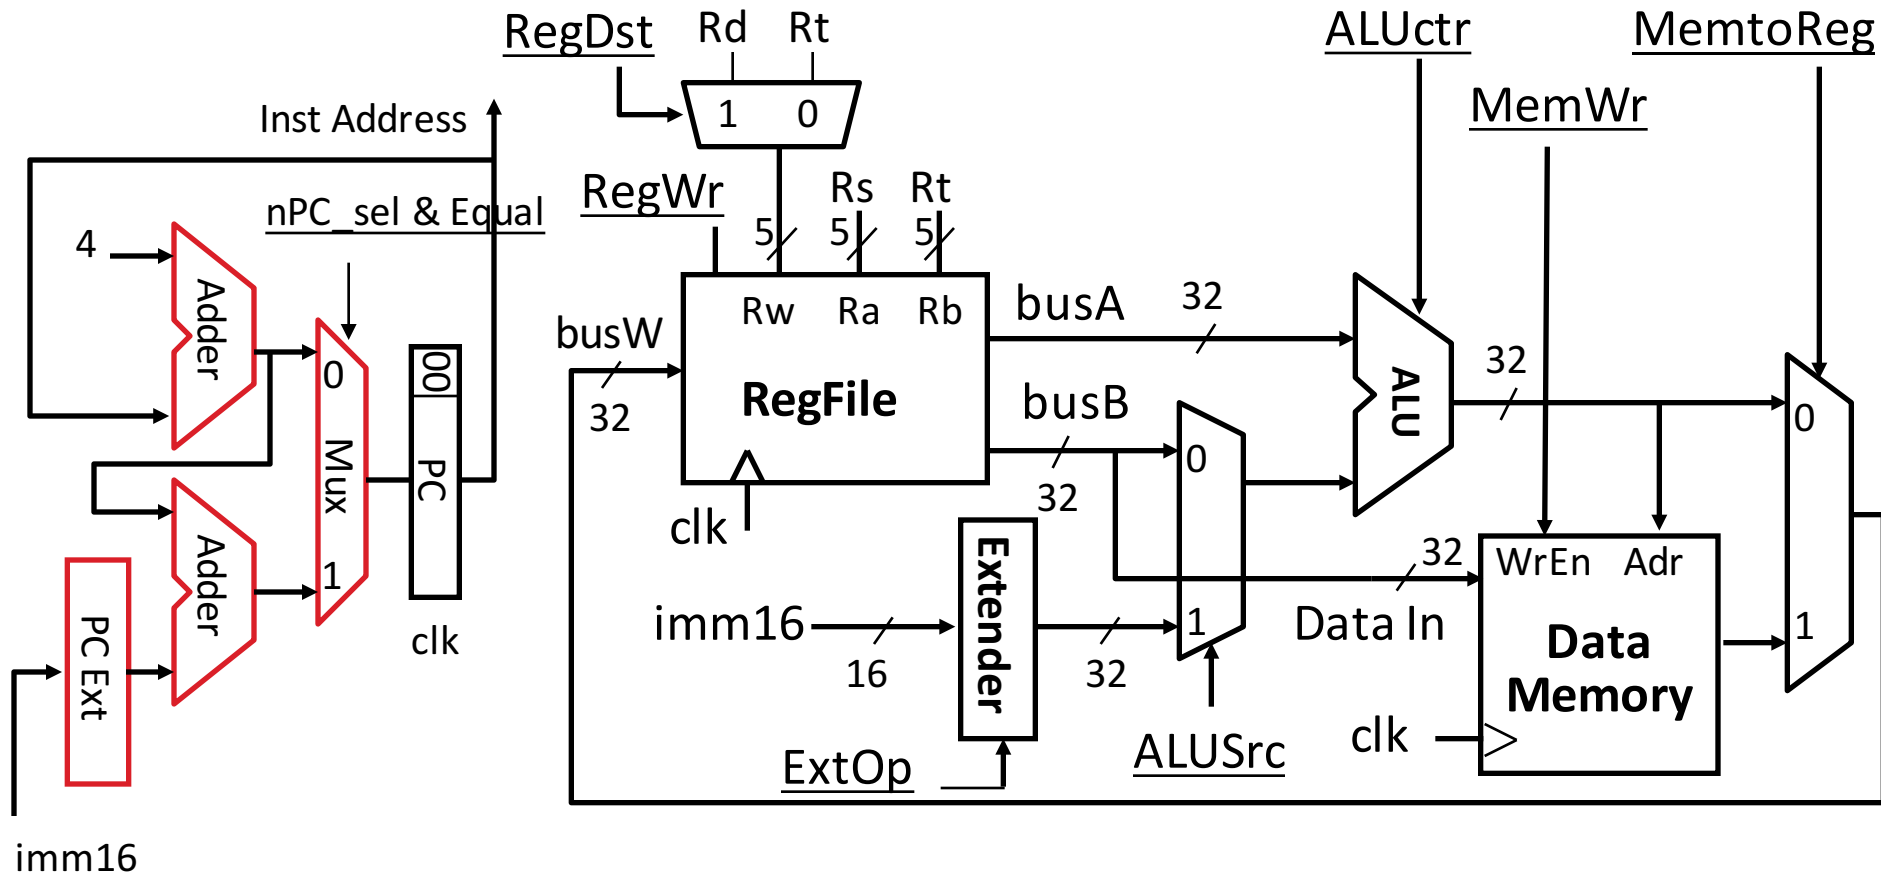 RegDst
Rd
Rt
ALUctr
MemtoReg
1
0
MemWr
Inst Address
nPC_sel & Equal
RegWr
Rs
Rt
5
5
5
4
Adder
0
Mux
1
00
PC
clk
Adder
PC Ext
imm16
busW
32
Rw
Ra
Rb
RegFile
clk
busA
32
busB
32
0
1
ALU
32
imm16
16
Extender
32
ExtOp
ALUSrc
32
Data In
WrEn
Adr
Data
Memory
clk
0
1